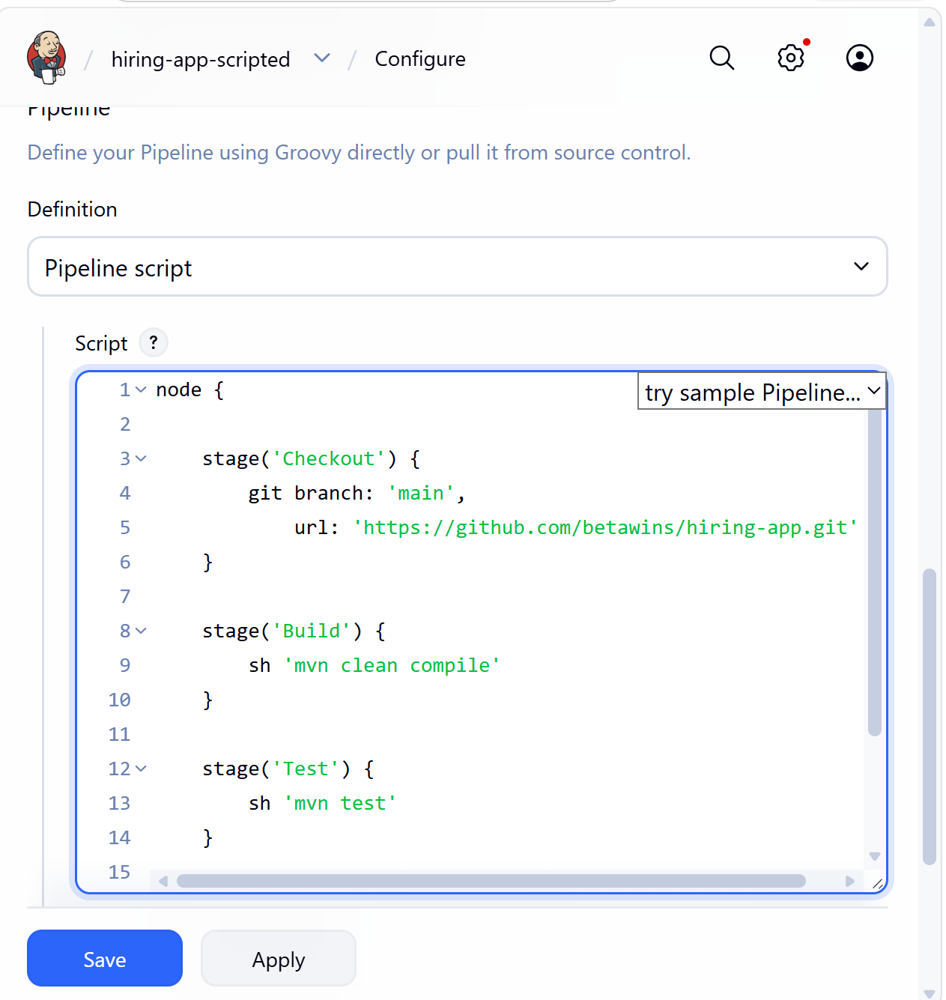 / hiring-app-scripted / Configure
Pipeline
Define your Pipeline using Groovy directly or pull it from source control.
Definition
Pipeline script
Script ?
try sample Pipeline...
1 node {
2
3     stage('Checkout') {
4         git branch: 'main',
5             url: 'https://github.com/betawins/hiring-app.git'
6     }
7
8     stage('Build') {
9         sh 'mvn clean compile'
10     }
11
12     stage('Test') {
13         sh 'mvn test'
14     }
15
Save Apply